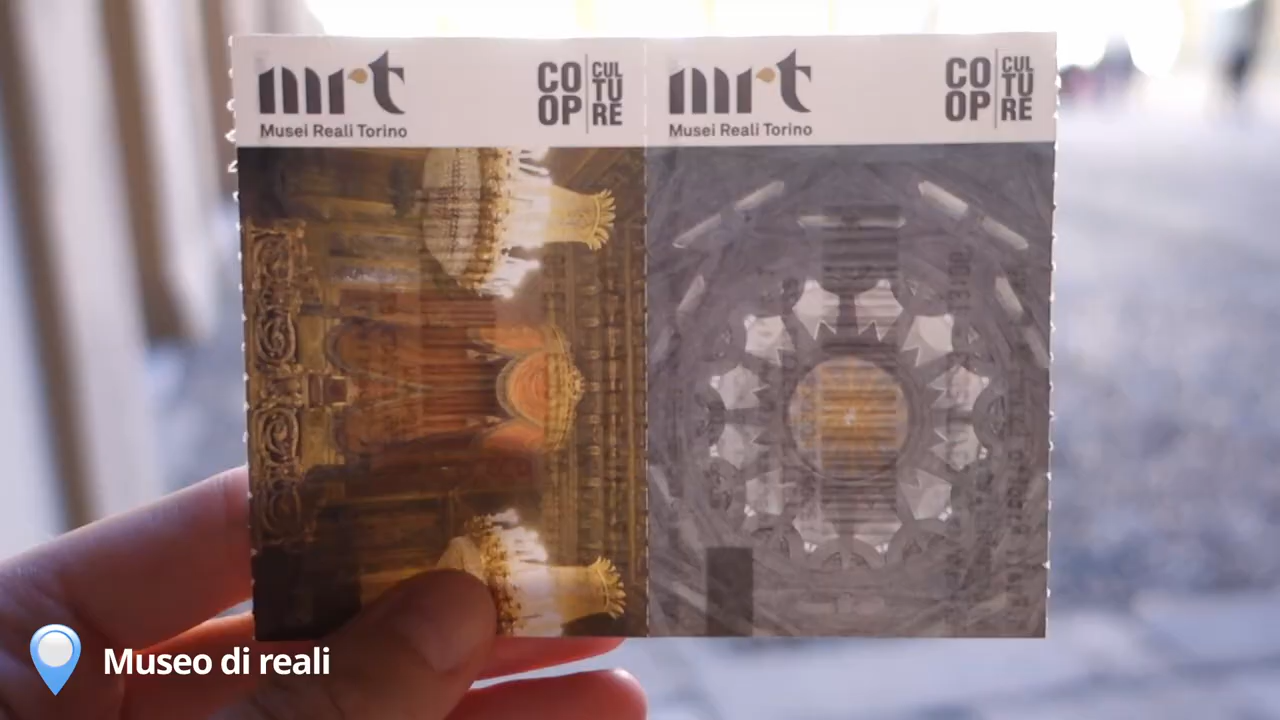 mrt
Musei Reali Torino
CO
OP
CUL
TU
RE
mrt
Musei Reali Torino
CO
OP
CUL
TU
RE
Museo di reali